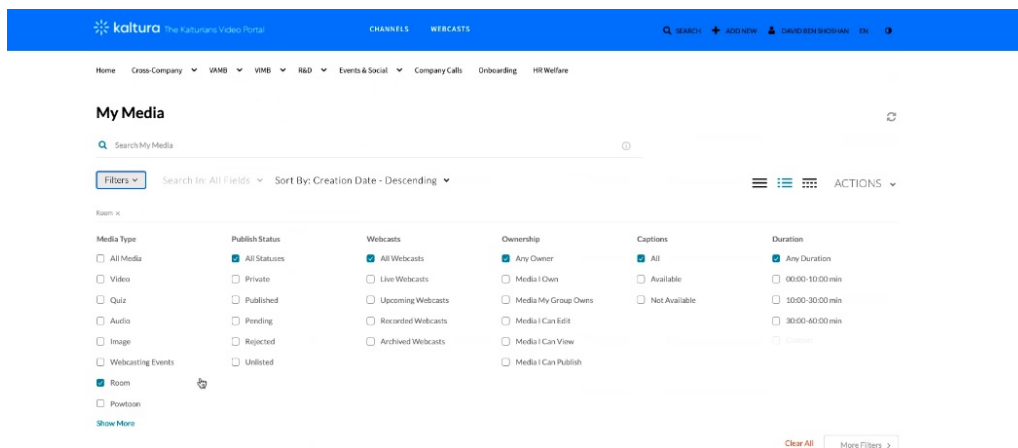 kaltura The Kalturians Video Portal CHANNELS WEBCASTS SEARCH ADD NEW DAVID BEN SHOSHAN EN
Home Cross-Company VAMB VIMB R&D Events & Social Company Calls Onboarding HR Welfare
My Media
Search My Media
Filters Search In: All Fields Sort By: Creation Date - Descending ACTIONS
Room ×
Media Type Publish Status Webcasts Ownership Captions Duration
All Media All Statuses All Webcasts Any Owner All Any Duration
Video Private Live Webcasts Media I Own Available 00:00-10:00 min
Quiz Published Upcoming Webcasts Media My Group Owns Not Available 10:00-30:00 min
Audio Pending Recorded Webcasts Media I Can Edit 30:00-60:00 min
Image Rejected Archived Webcasts Media I Can View Custom
Webcasting Events Unlisted Media I Can Publish
Room
Powtoon
Show More
Clear All More Filters >